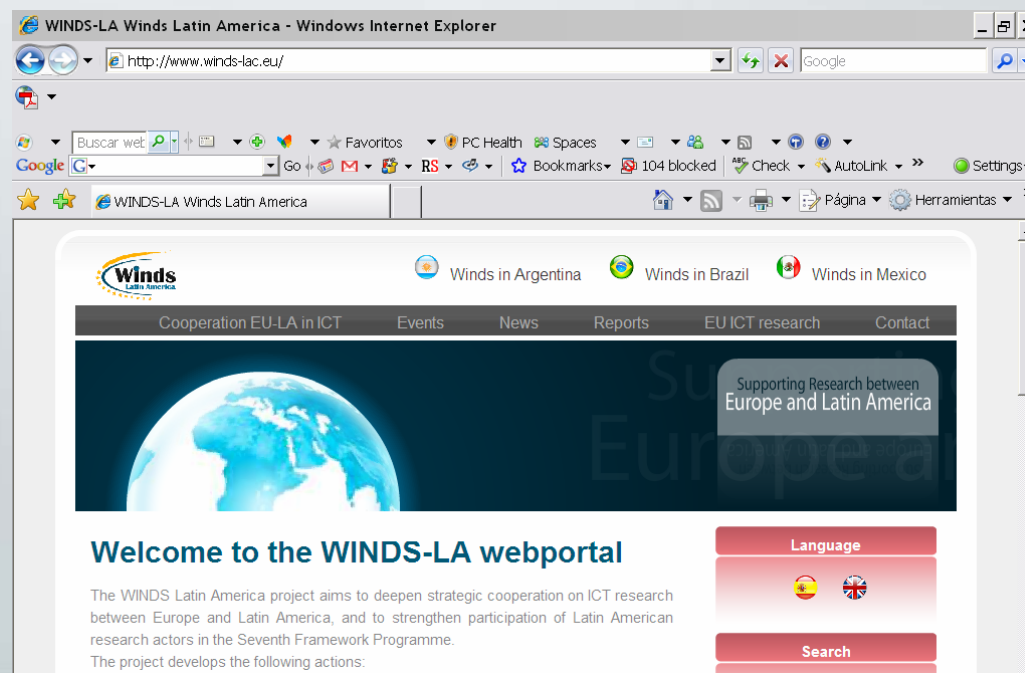 WINDS-LA Winds Latin America - Windows Internet Explorer
http://www.winds-lac.eu/
Google
Buscar wet
Favoritos PC Health Spaces
Google G Go RS Bookmarks 104 blocked Check AutoLink » Settings
WINDS-LA Winds Latin America
Página Herramientas
Winds
Latin America
Winds in Argentina Winds in Brazil Winds in Mexico
Cooperation EU-LA in ICT Events News Reports EU ICT research Contact
Supporting Research between
Europe and Latin America
Europe a
Welcome to the WINDS-LA webportal
The WINDS Latin America project aims to deepen strategic cooperation on ICT research
between Europe and Latin America, and to strengthen participation of Latin American
research actors in the Seventh Framework Programme.
The project develops the following actions:
Language
Search